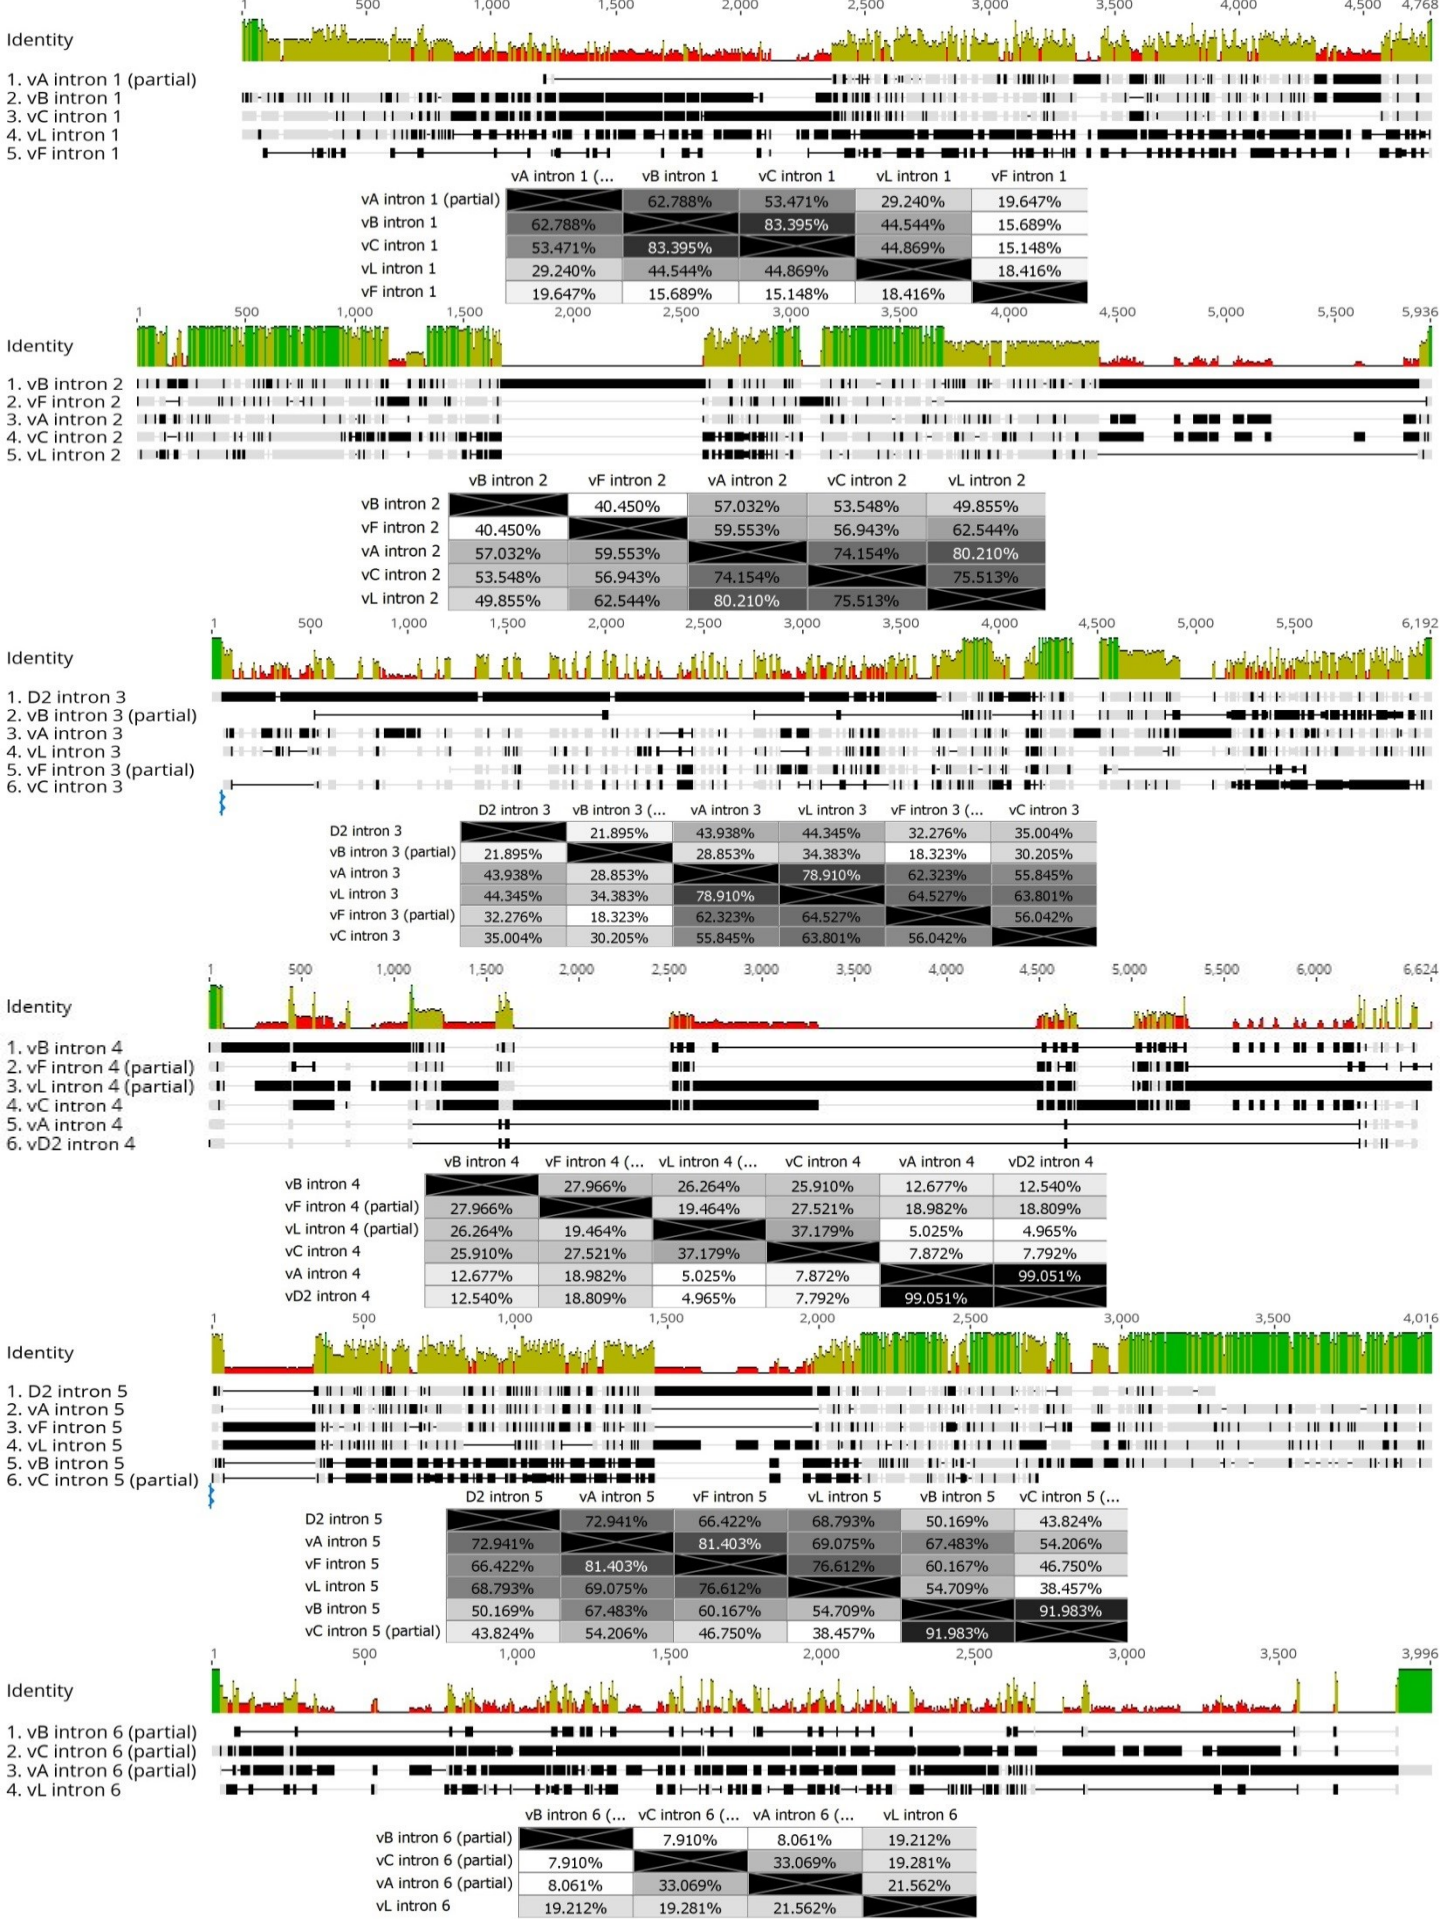 1 500 1,000 1,500 2,000 2,500 3,000 3,500 4,000 4,500 4,768
Identity
1. vA intron 1 (partial)
2. vB intron 1
3. vC intron 1
4. vL intron 1
5. vF intron 1
vA intron 1 (... vB intron 1 vC intron 1 vL intron 1 vF intron 1
vA intron 1 (partial) 62.788% 53.471% 29.240% 19.647%
vB intron 1 62.788% 83.395% 44.544% 15.689%
vC intron 1 53.471% 83.395% 44.869% 15.148%
vL intron 1 29.240% 44.544% 44.869% 18.416%
vF intron 1 19.647% 15.689% 15.148% 18.416%
1 500 1,000 1,500 2,000 2,500 3,000 3,500 4,000 4,500 5,000 5,500 5,936
Identity
1. vB intron 2
2. vF intron 2
3. vA intron 2
4. vC intron 2
5. vL intron 2
vB intron 2 vF intron 2 vA intron 2 vC intron 2 vL intron 2
vB intron 2 40.450% 57.032% 53.548% 49.855%
vF intron 2 40.450% 59.553% 56.943% 62.544%
vA intron 2 57.032% 59.553% 74.154% 80.210%
vC intron 2 53.548% 56.943% 74.154% 75.513%
vL intron 2 49.855% 62.544% 80.210% 75.513%
1 500 1,000 1,500 2,000 2,500 3,000 3,500 4,000 4,500 5,000 5,500 6,192
Identity
1. D2 intron 3
2. vB intron 3 (partial)
3. vA intron 3
4. vL intron 3
5. vF intron 3 (partial)
6. vC intron 3
D2 intron 3 vB intron 3 (... vA intron 3 vL intron 3 vF intron 3 (... vC intron 3
D2 intron 3 21.895% 43.938% 44.345% 32.276% 35.004%
vB intron 3 (partial) 21.895% 28.853% 34.383% 18.323% 30.205%
vA intron 3 43.938% 28.853% 78.910% 62.323% 55.845%
vL intron 3 44.345% 34.383% 78.910% 64.527% 63.801%
vF intron 3 (partial) 32.276% 18.323% 62.323% 64.527% 56.042%
vC intron 3 35.004% 30.205% 55.845% 63.801% 56.042%
1 500 1,000 1,500 2,000 2,500 3,000 3,500 4,000 4,500 5,000 5,500 6,000 6,624
Identity
1. vB intron 4
2. vF intron 4 (partial)
3. vL intron 4 (partial)
4. vC intron 4
5. vA intron 4
6. vD2 intron 4
vB intron 4 vF intron 4 (... vL intron 4 (... vC intron 4 vA intron 4 vD2 intron 4
vB intron 4 27.966% 26.264% 25.910% 12.677% 12.540%
vF intron 4 (partial) 27.966% 19.464% 27.521% 18.982% 18.809%
vL intron 4 (partial) 26.264% 19.464% 37.179% 5.025% 4.965%
vC intron 4 25.910% 27.521% 37.179% 7.872% 7.792%
vA intron 4 12.677% 18.982% 5.025% 7.872% 99.051%
vD2 intron 4 12.540% 18.809% 4.965% 7.792% 99.051%
1 500 1,000 1,500 2,000 2,500 3,000 3,500 4,016
Identity
1. D2 intron 5
2. vA intron 5
3. vF intron 5
4. vL intron 5
5. vB intron 5
6. vC intron 5 (partial)
D2 intron 5 vA intron 5 vF intron 5 vL intron 5 vB intron 5 vC intron 5 (...
D2 intron 5 72.941% 66.422% 68.793% 50.169% 43.824%
vA intron 5 72.941% 81.403% 69.075% 67.483% 54.206%
vF intron 5 66.422% 81.403% 76.612% 60.167% 46.750%
vL intron 5 68.793% 69.075% 76.612% 54.709% 38.457%
vB intron 5 50.169% 67.483% 60.167% 54.709% 91.983%
vC intron 5 (partial) 43.824% 54.206% 46.750% 38.457% 91.983%
1 500 1,000 1,500 2,000 2,500 3,000 3,500 3,996
Identity
1. vB intron 6 (partial)
2. vC intron 6 (partial)
3. vA intron 6 (partial)
4. vL intron 6
vB intron 6 (... vC intron 6 (... vA intron 6 (... vL intron 6
vB intron 6 (partial) 7.910% 8.061% 19.212%
vC intron 6 (partial) 7.910% 33.069% 19.281%
vA intron 6 (partial) 8.061% 33.069% 21.562%
vL intron 6 19.212% 19.281% 21.562%